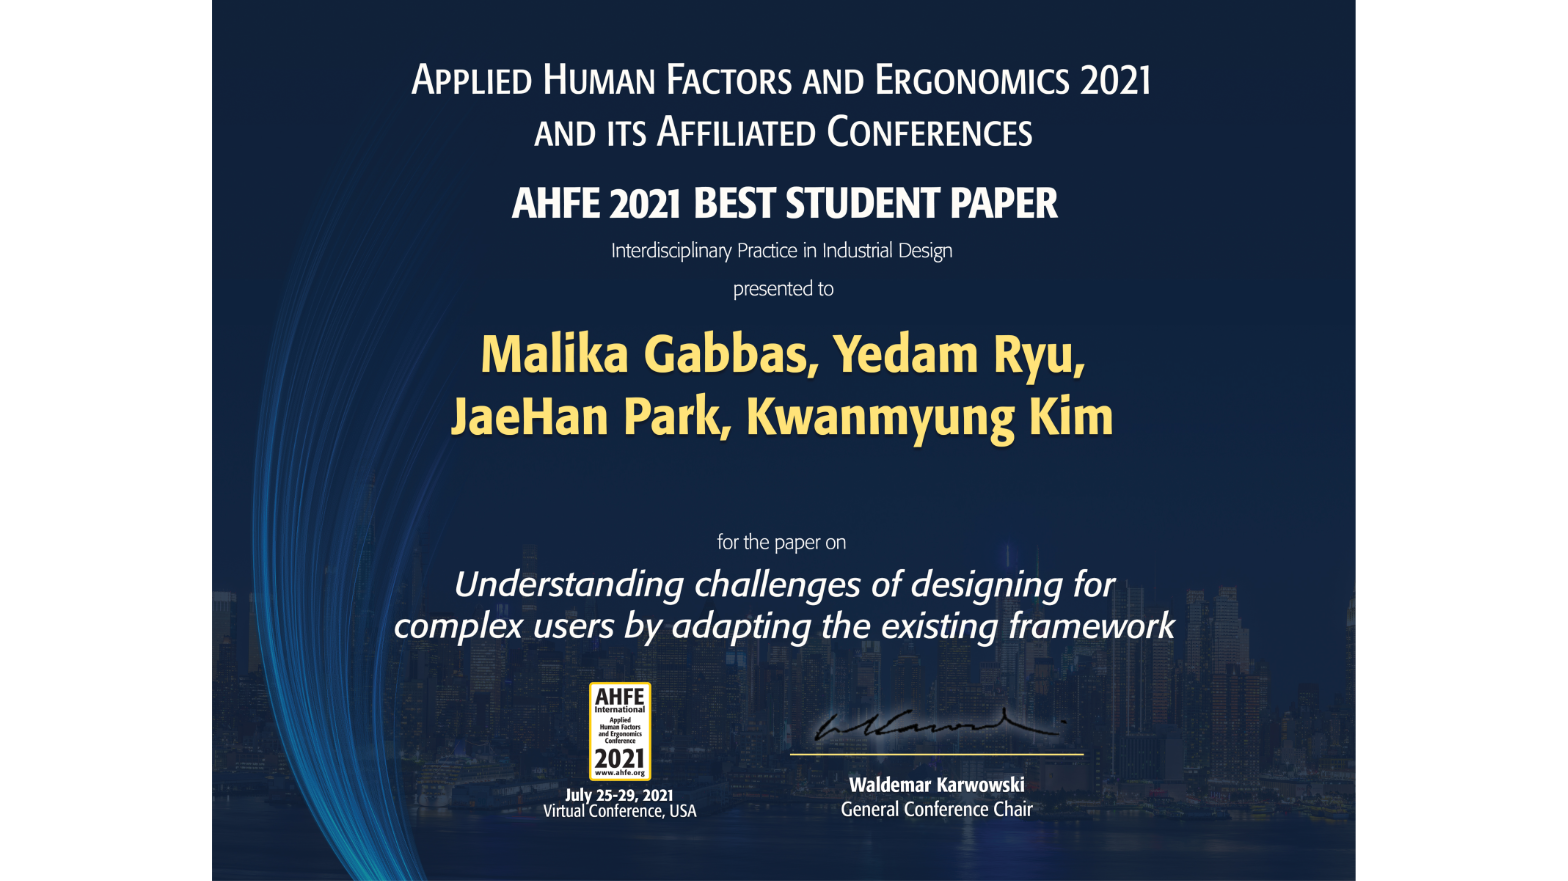 APPLIED HUMAN FACTORS AND ERGONOMICS 2021
AND ITS AFFILIATED CONFERENCES
AHFE 2021 BEST STUDENT PAPER
Interdisciplinary Practice in Industrial Design
presented to
Malika Gabbas, Yedam Ryu,
JaeHan Park, Kwanmyung Kim
for the paper on
Understanding challenges of designing for
complex users by adapting the existing framework
AHFE
International
Applied
Human Factors
and Ergonomics
Conference
2021
www.ahfe.org
July 25-29, 2021
Virtual Conference, USA
Waldemar Karwowski
General Conference Chair